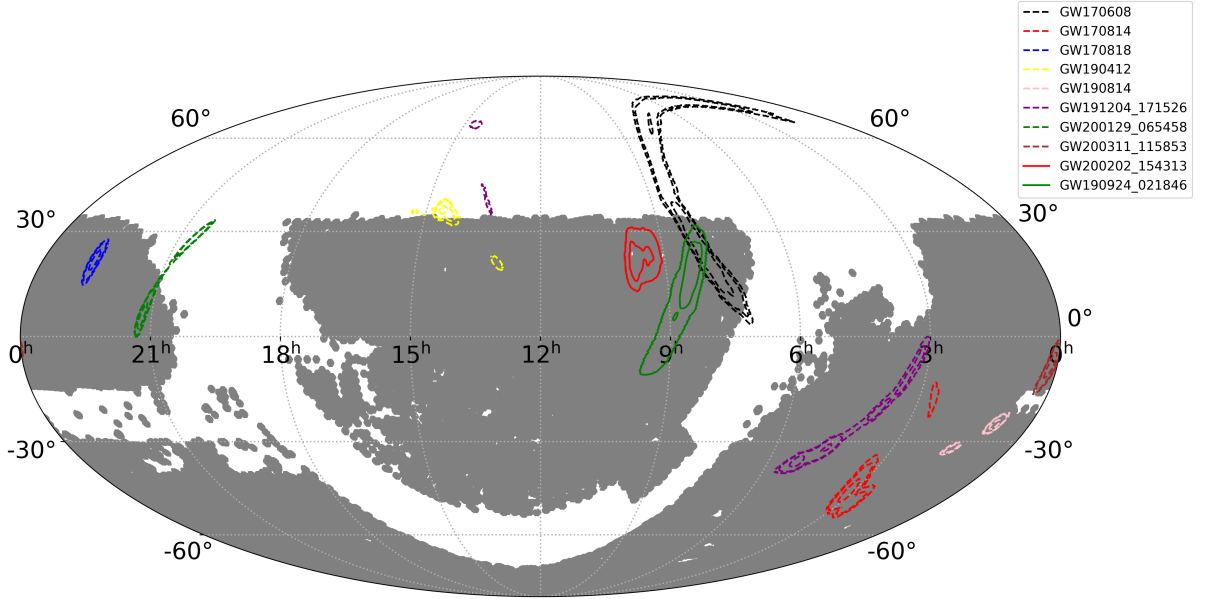 GW170608
GW170814
GW170818
GW190412
GW190814
GW191204_171526
GW200129_065458
GW200311_115853
GW200202_154313
GW190924_021846
60° 60°
30° 30°
0°
0h 21h 18h 15h 12h 9h 6h 3h 0h
-30° -30°
-60° -60°